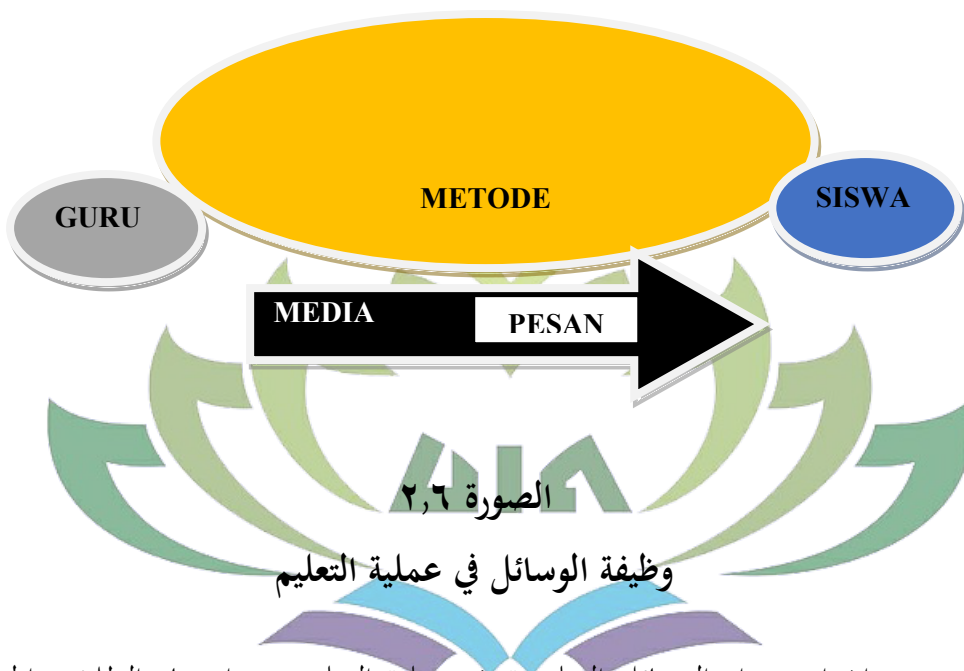 METODE
GURU
SISWA
MEDIA
PESAN
الصورة ٢,٦
وظيفة الوسائل في عملية التعليم